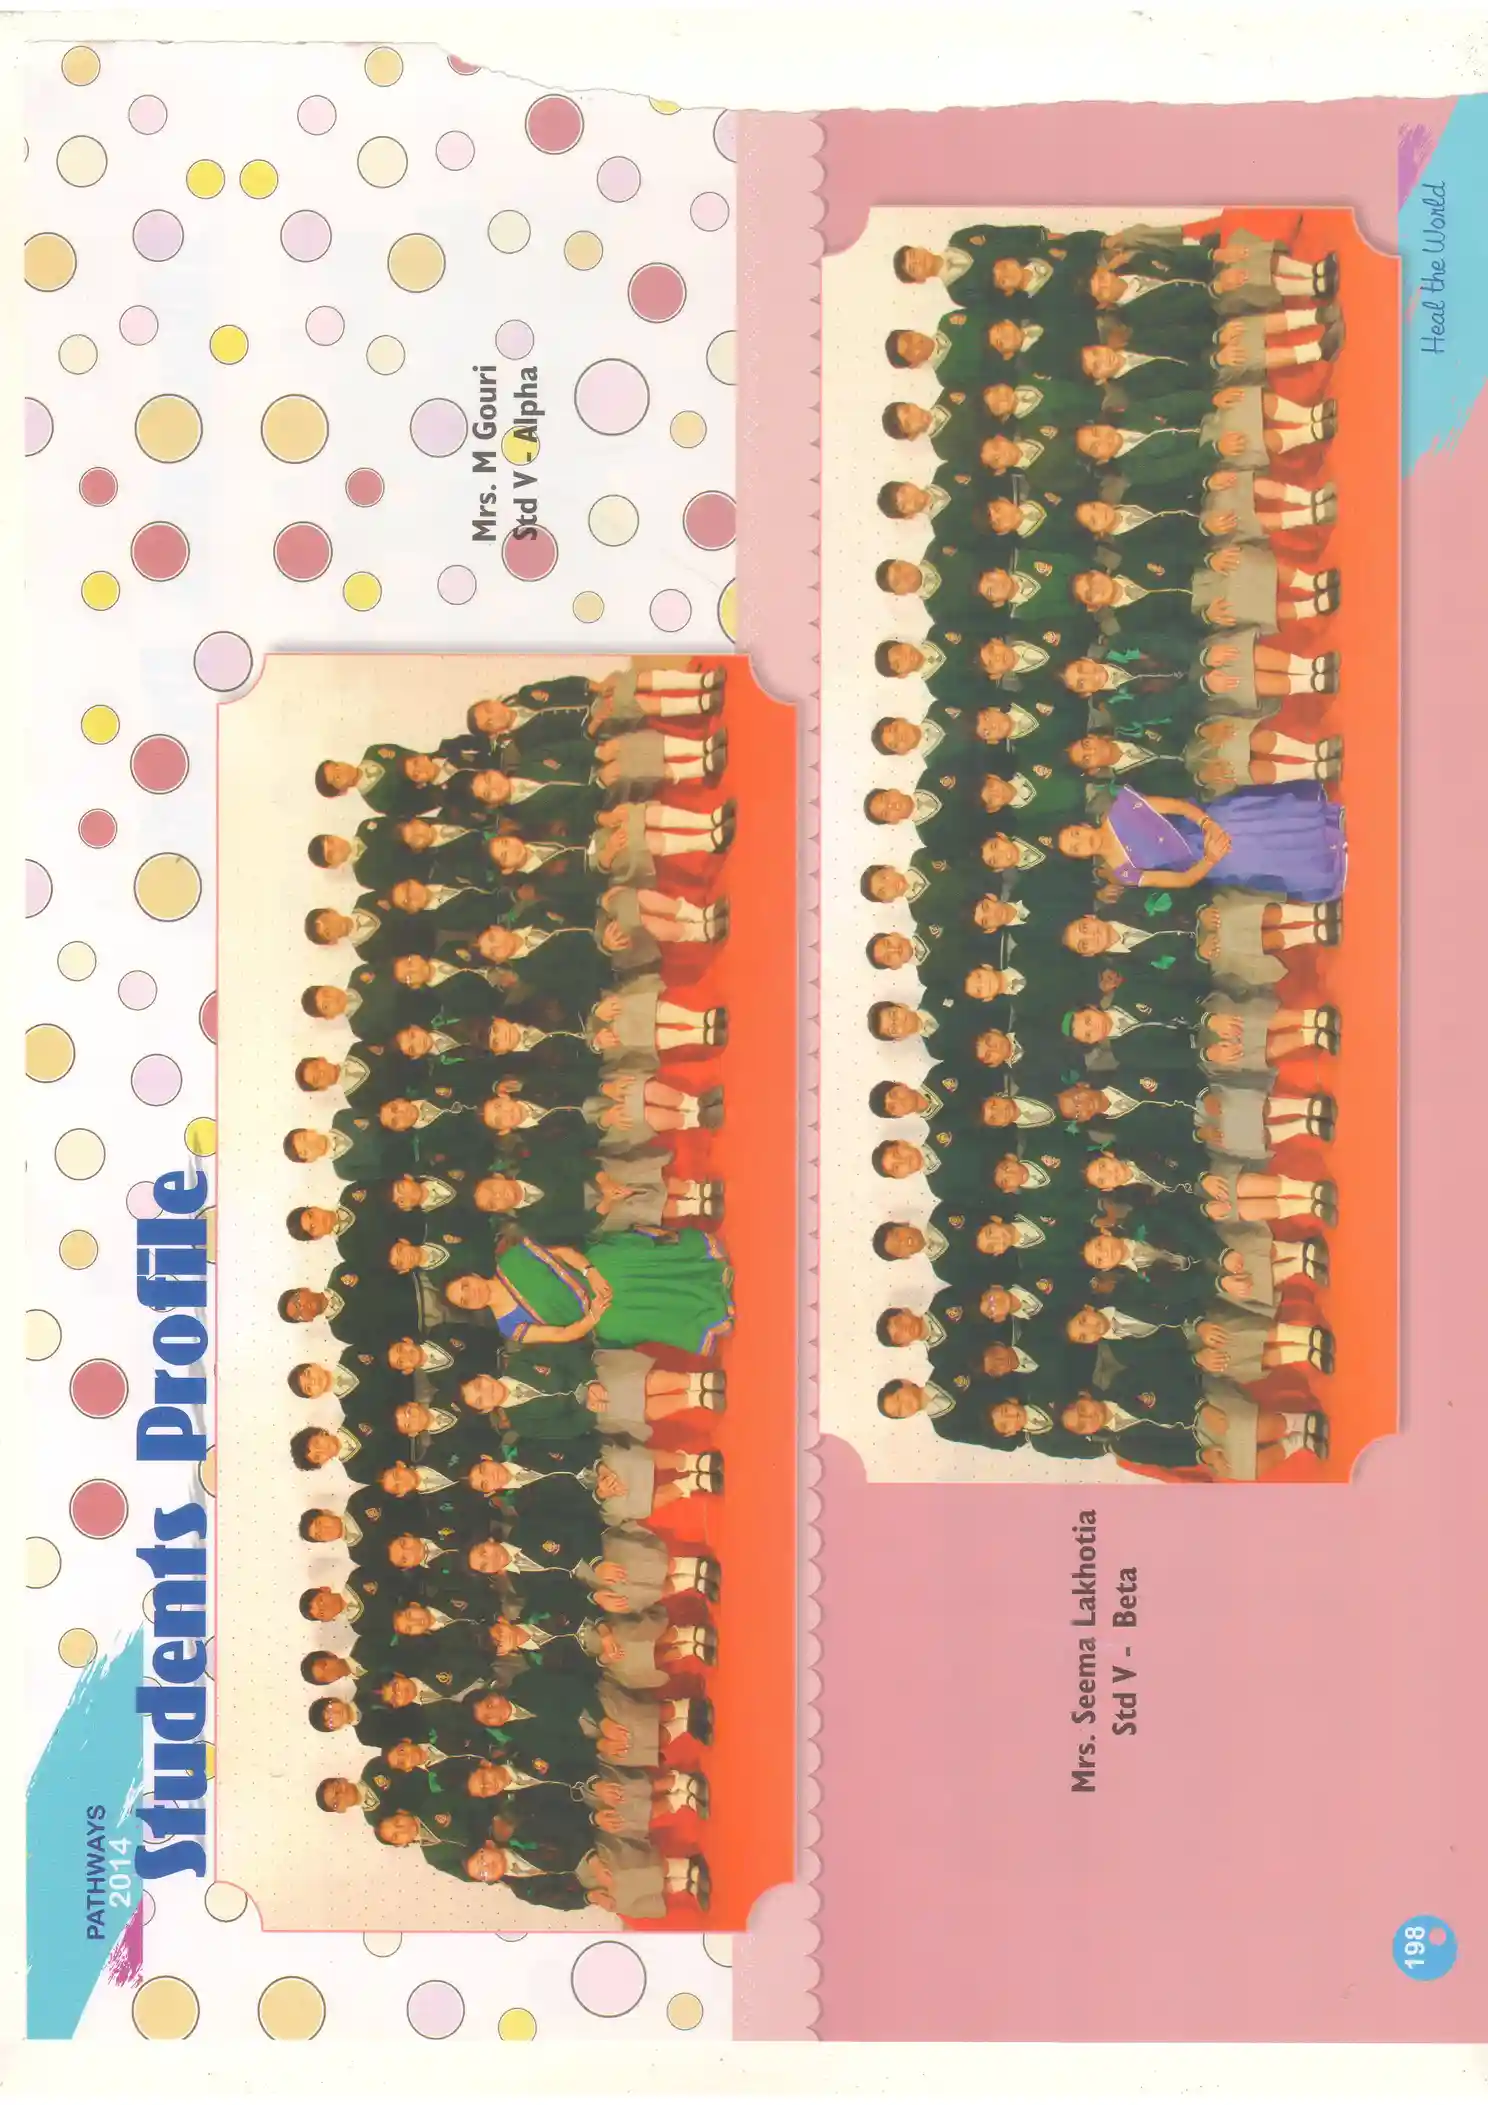 PATHWAYS
2014
Students Profile
Mrs. M Gouri
Std V - Alpha
Mrs. Seema Lakhotia
Std V - Beta
198
Heal the World